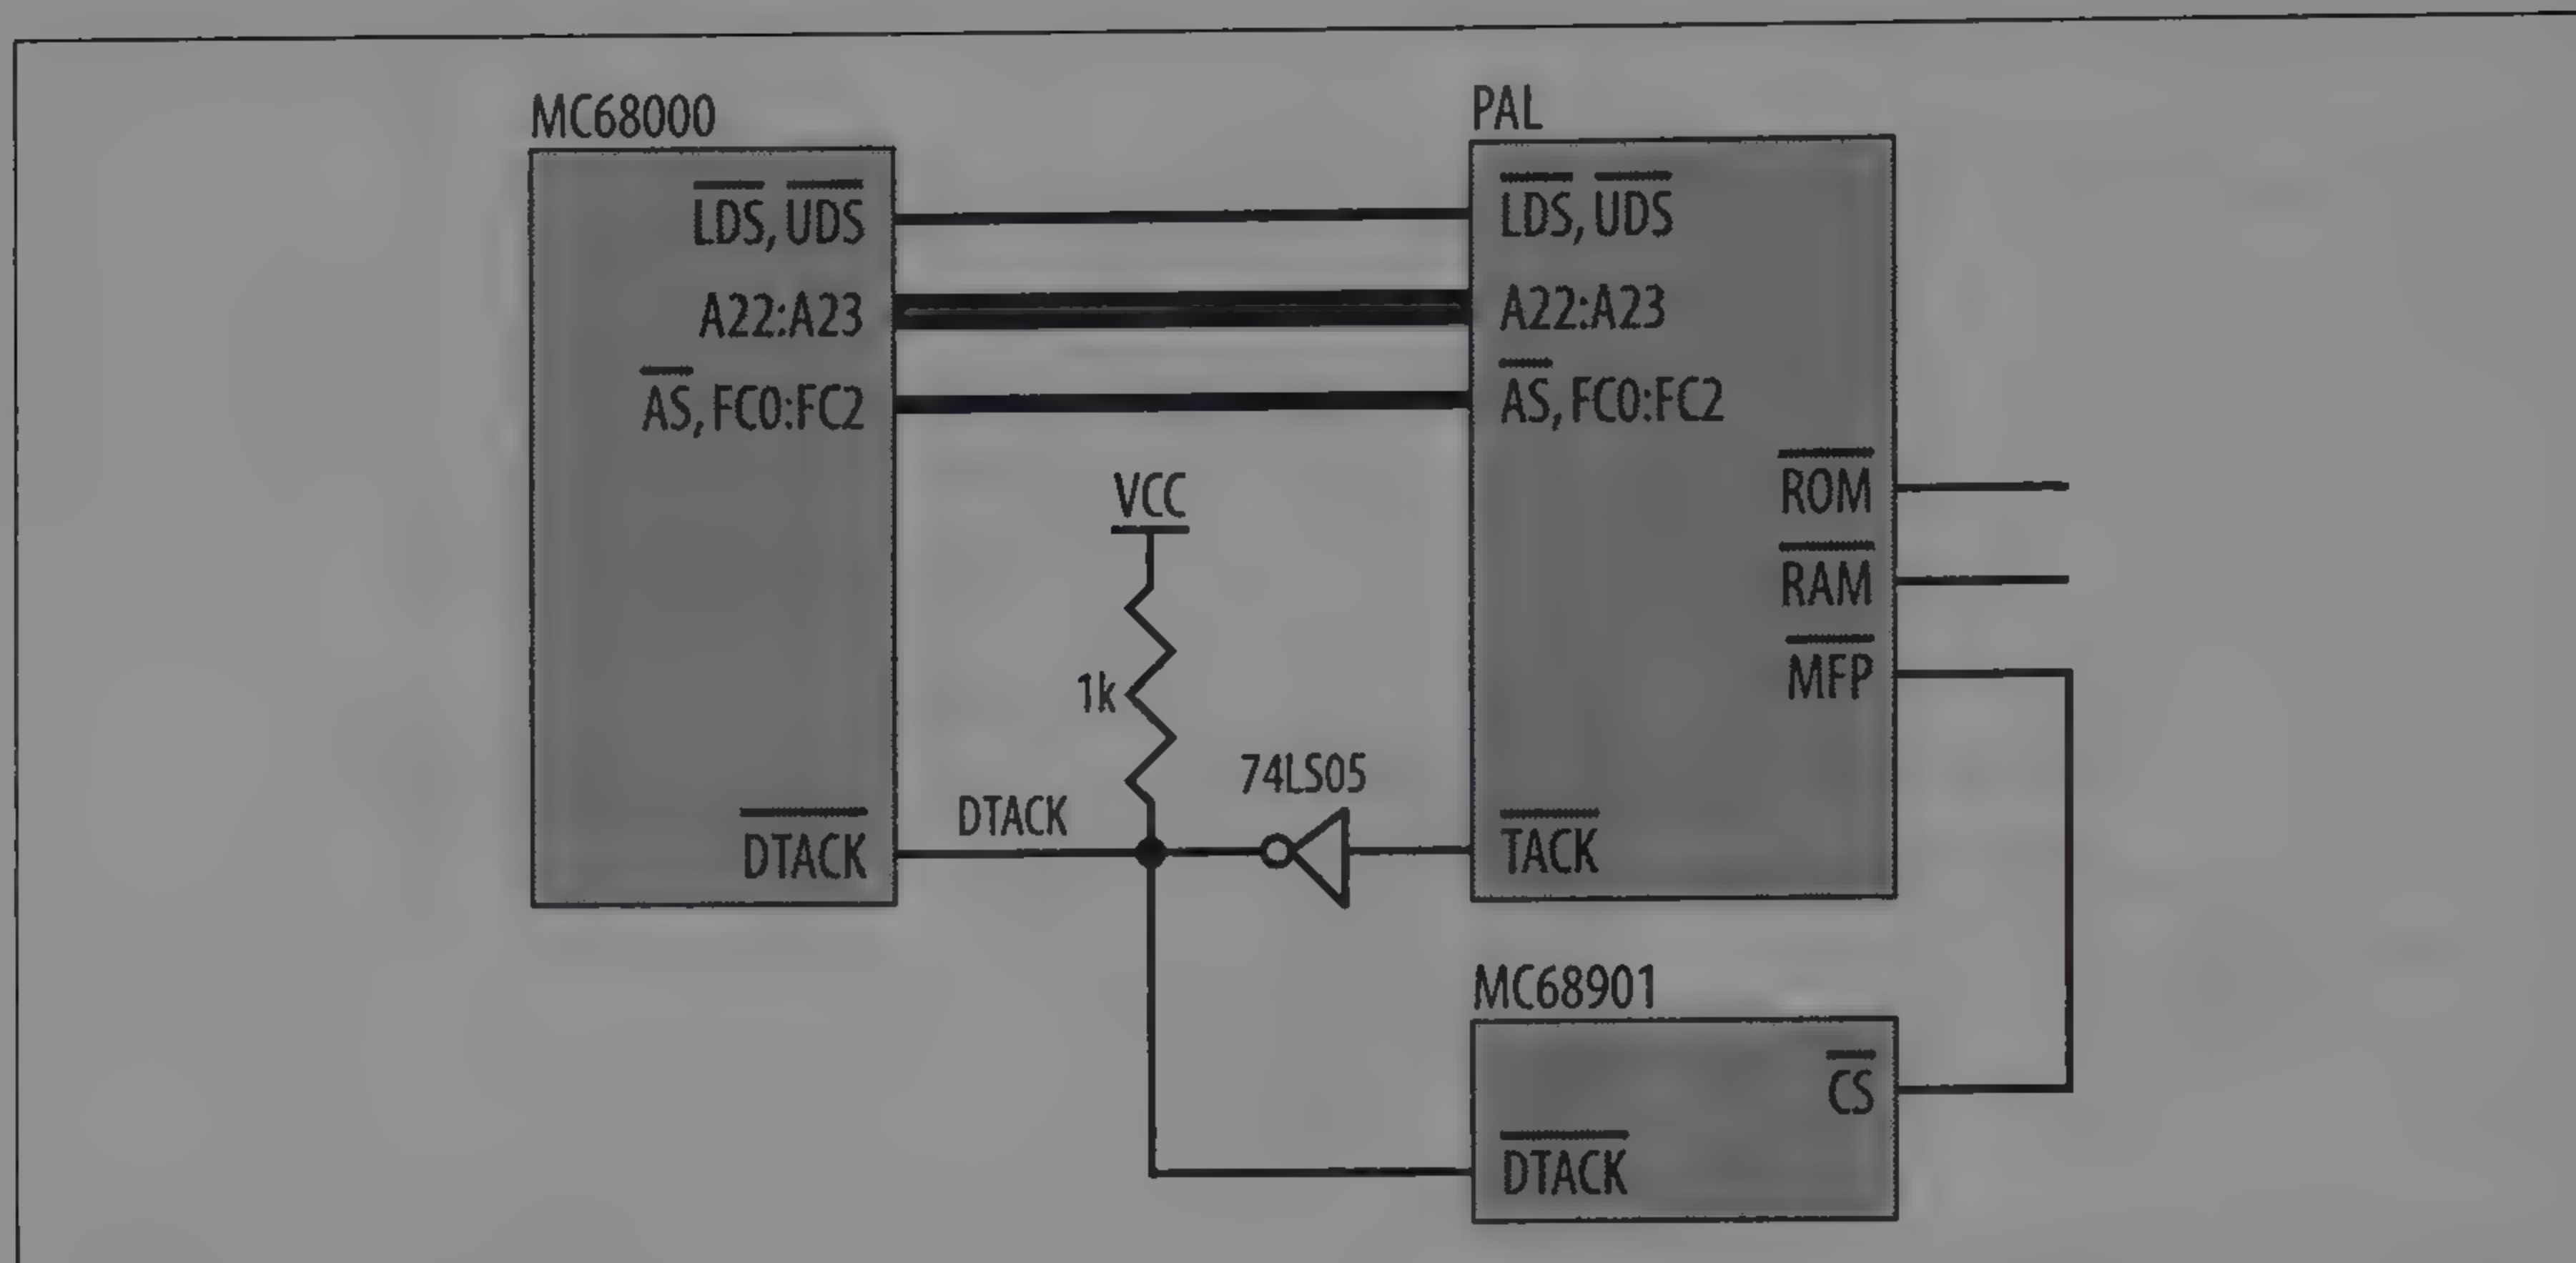 MC68000
LDS, UDS
A22:A23
AS, FC0:FC2
DTACK
VCC
1k
DTACK
74LS05
PAL
LDS, UDS
A22:A23
AS, FC0:FC2
ROM
RAM
MFP
TACK
MC68901
CS
DTACK